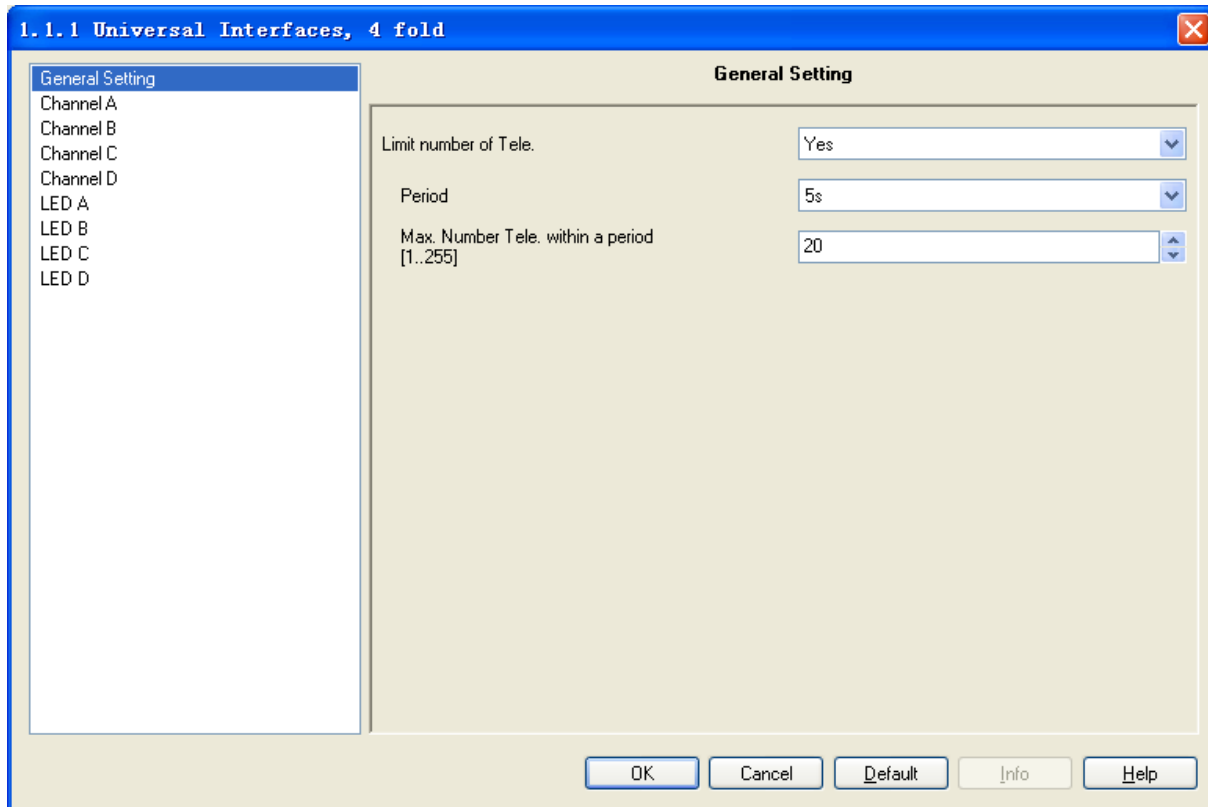 1.1.1 Universal Interfaces, 4 fold
General Setting
Channel A
Channel B
Channel C
Channel D
LED A
LED B
LED C
LED D
General Setting
Limit number of Tele.
Yes
Period
5s
Max. Number Tele. within a period
[1..255]
20
OK
Cancel
Default
Info
Help